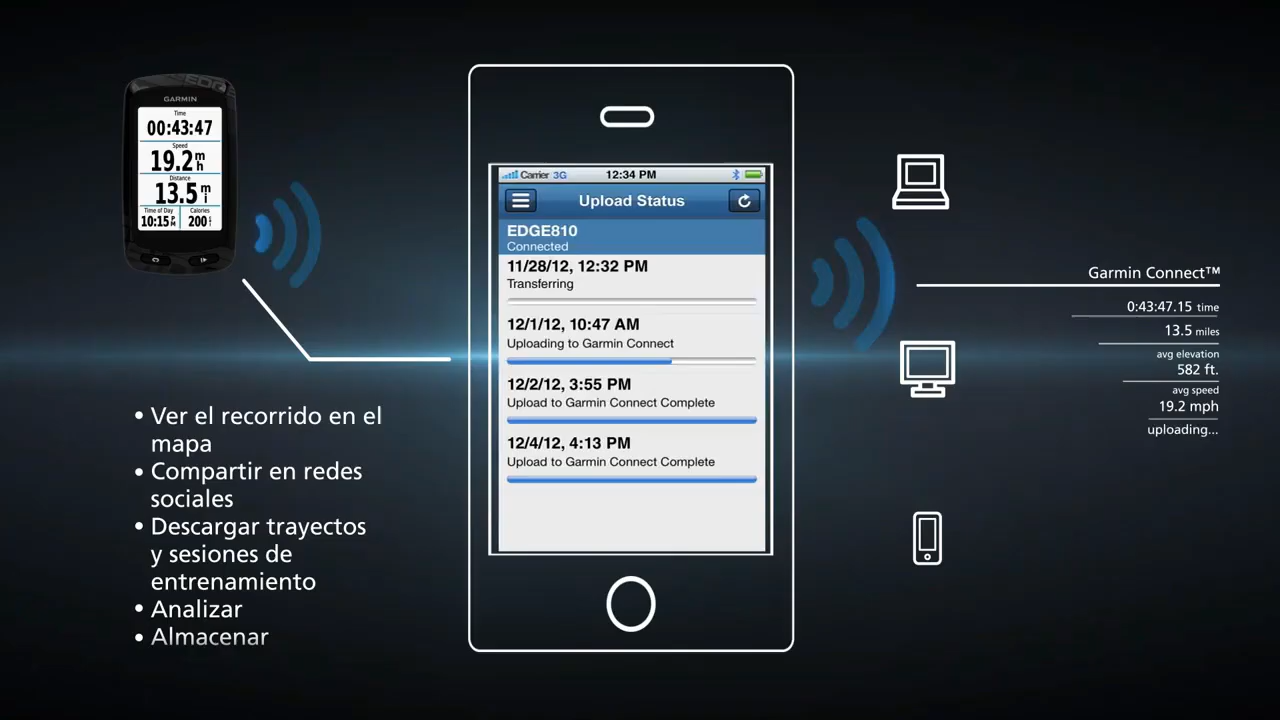 EDGE
GARMIN
Time
00:43:47
Speed
19.2 mh
Distance
13.5 mi
Time of Day
Calories
10:15 PM
200
Carrier 3G
12:34 PM
Upload Status
EDGE810
Connected
11/28/12, 12:32 PM
Transferring
12/1/12, 10:47 AM
Uploading to Garmin Connect
12/2/12, 3:55 PM
Upload to Garmin Connect Complete
12/4/12, 4:13 PM
Upload to Garmin Connect Complete
Garmin Connect™
0:43:47.15 time
13.5 miles
avg elevation
582 ft.
avg speed
19.2 mph
uploading...
• Ver el recorrido en el
mapa
• Compartir en redes
sociales
• Descargar trayectos
y sesiones de
entrenamiento
• Analizar
• Almacenar